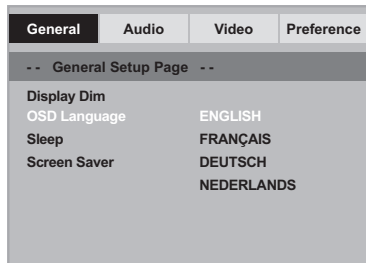 General Audio Video Preference
- - General Setup Page - -
Display Dim
OSD Language ENGLISH
Sleep FRANÇAIS
Screen Saver DEUTSCH
NEDERLANDS